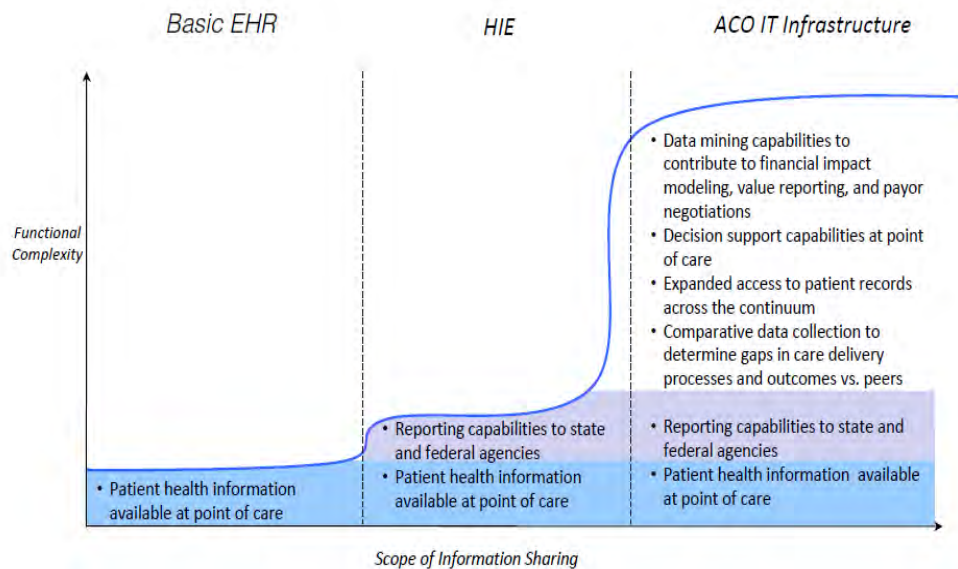 Basic EHR
HIE
ACO IT Infrastructure
Functional
Complexity
• Patient health information
available at point of care
• Reporting capabilities to state
and federal agencies
• Patient health information
available at point of care
• Data mining capabilities to
contribute to financial impact
modeling, value reporting, and payor
negotiations
• Decision support capabilities at point
of care
• Expanded access to patient records
across the continuum
• Comparative data collection to
determine gaps in care delivery
processes and outcomes vs. peers
• Reporting capabilities to state and
federal agencies
• Patient health information available
at point of care
Scope of Information Sharing